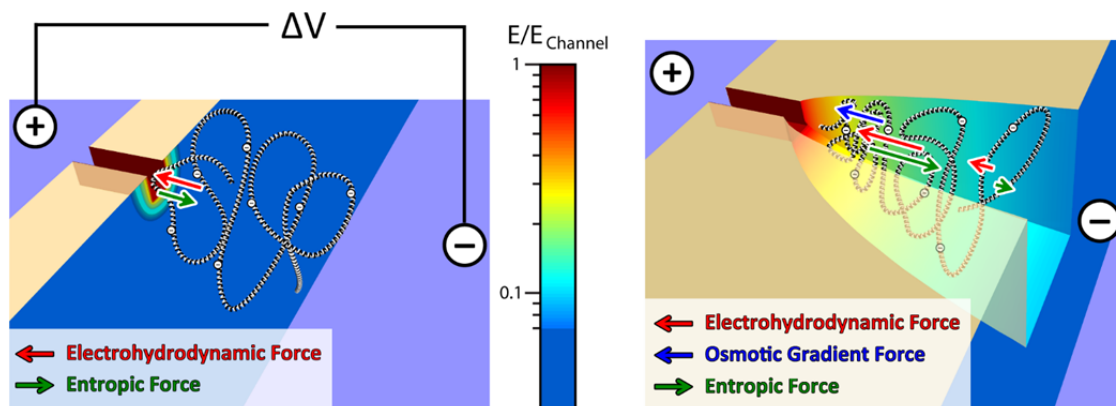 ΔV
+
−
Electrohydrodynamic Force
Entropic Force
E/E Channel
1
0.1
+
−
Electrohydrodynamic Force
Osmotic Gradient Force
Entropic Force